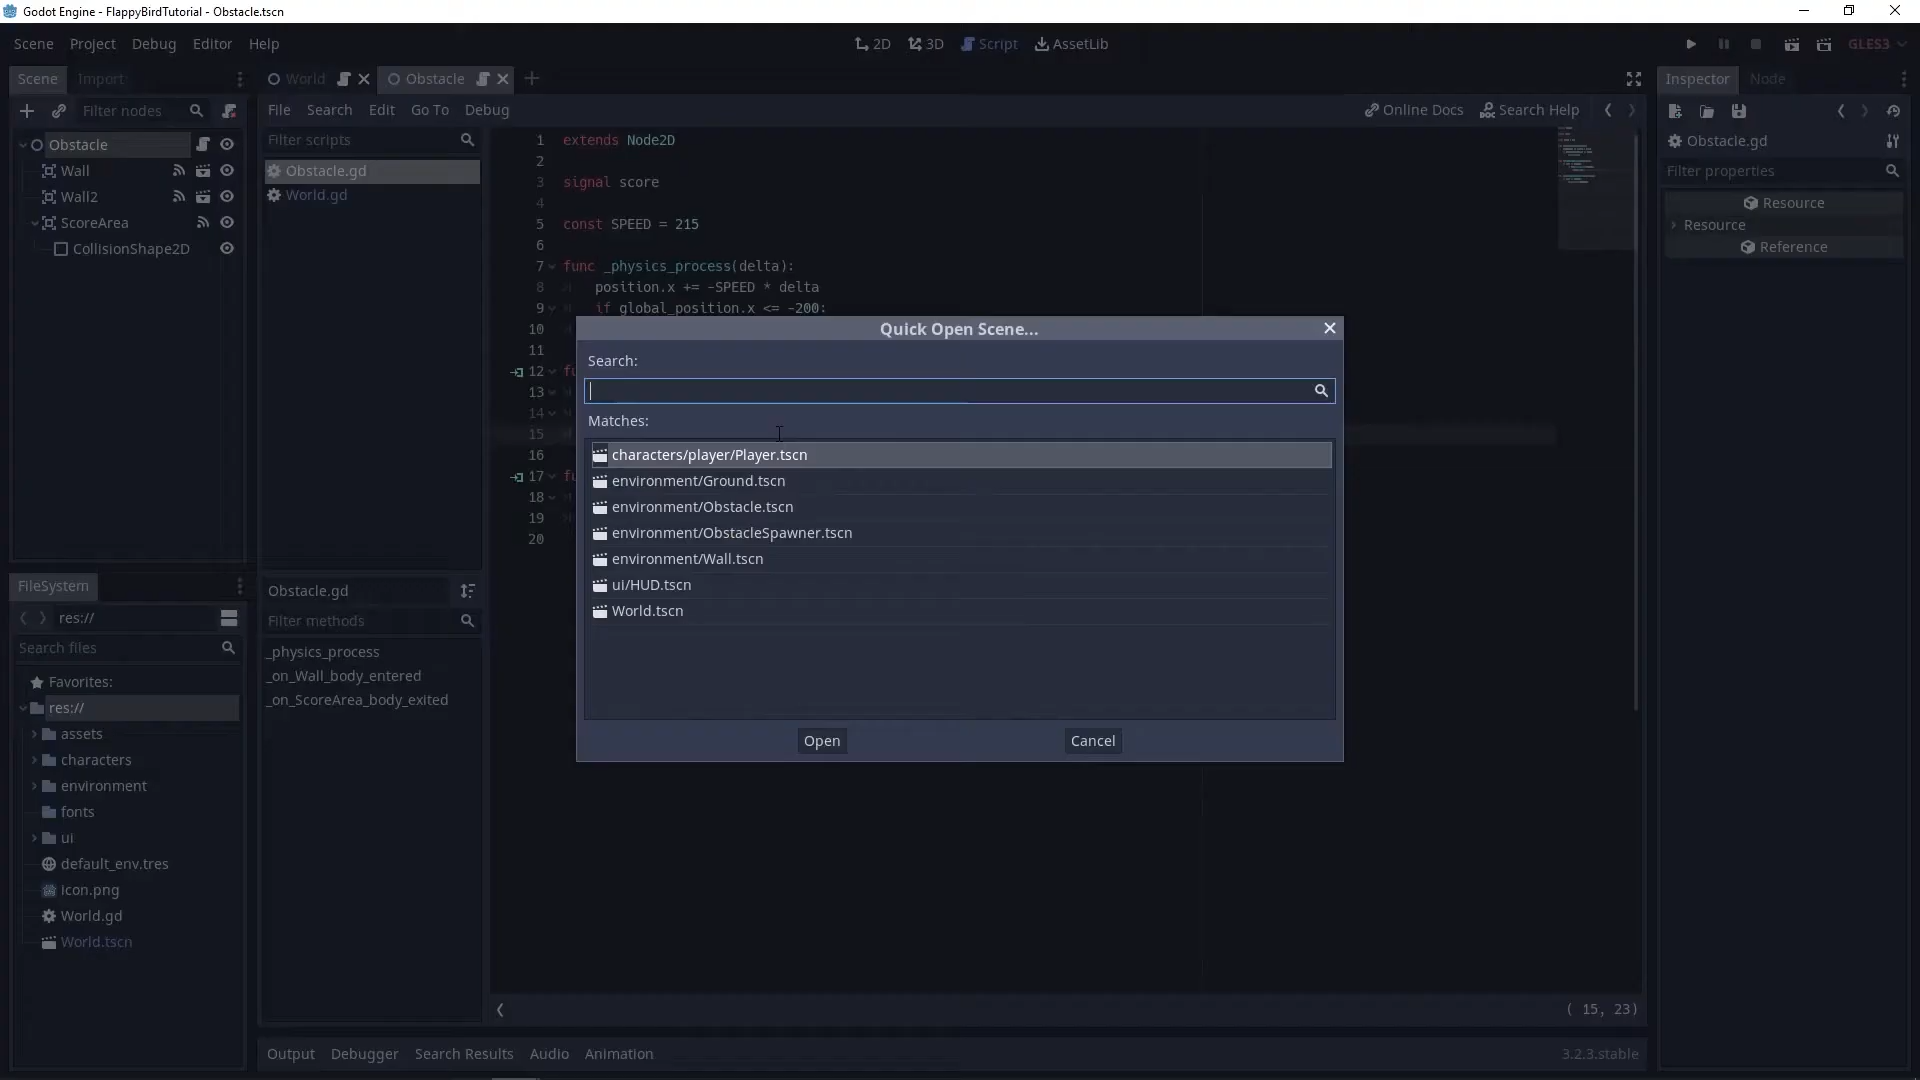 Godot Engine - FlappyBirdTutorial - Obstacle.tscn
Scene Project Debug Editor Help
2D 3D Script AssetLib
GLES3
Scene Import
World Obstacle
Inspector Node
Filter nodes
File Search Edit Go To Debug
Online Docs Search Help
Obstacle
Wall
Wall2
ScoreArea
CollisionShape2D
Filter scripts
Obstacle.gd
World.gd
1 extends Node2D
2
3 signal score
4
5 const SPEED = 215
6
7 func _physics_process(delta):
8 position.x += -SPEED * delta
9 if global_position.x <= -200:
10
11
12 fu
13
14
15
16
17 fu
18
19
20
Obstacle.gd
Filter properties
Resource
Resource
Reference
Quick Open Scene...
Search:
Matches:
characters/player/Player.tscn
environment/Ground.tscn
environment/Obstacle.tscn
environment/ObstacleSpawner.tscn
environment/Wall.tscn
ui/HUD.tscn
World.tscn
Open Cancel
FileSystem
res://
Search files
Favorites:
res://
assets
characters
environment
fonts
ui
default_env.tres
icon.png
World.gd
World.tscn
Obstacle.gd
Filter methods
_physics_process
_on_Wall_body_entered
_on_ScoreArea_body_exited
( 15, 23)
Output Debugger Search Results Audio Animation
3.2.3.stable